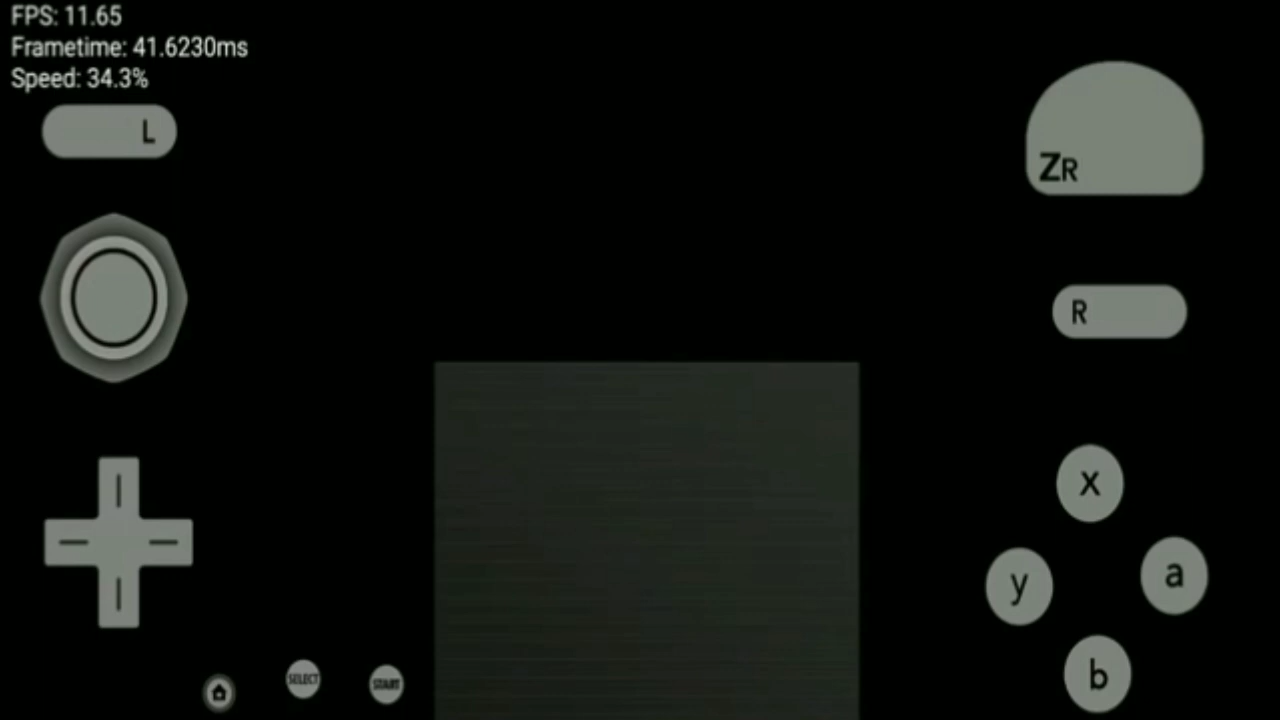 FPS: 11.65
Frametime: 41.6230ms
Speed: 34.3%
L
ZR
R
x
y
a
b
SELECT
START